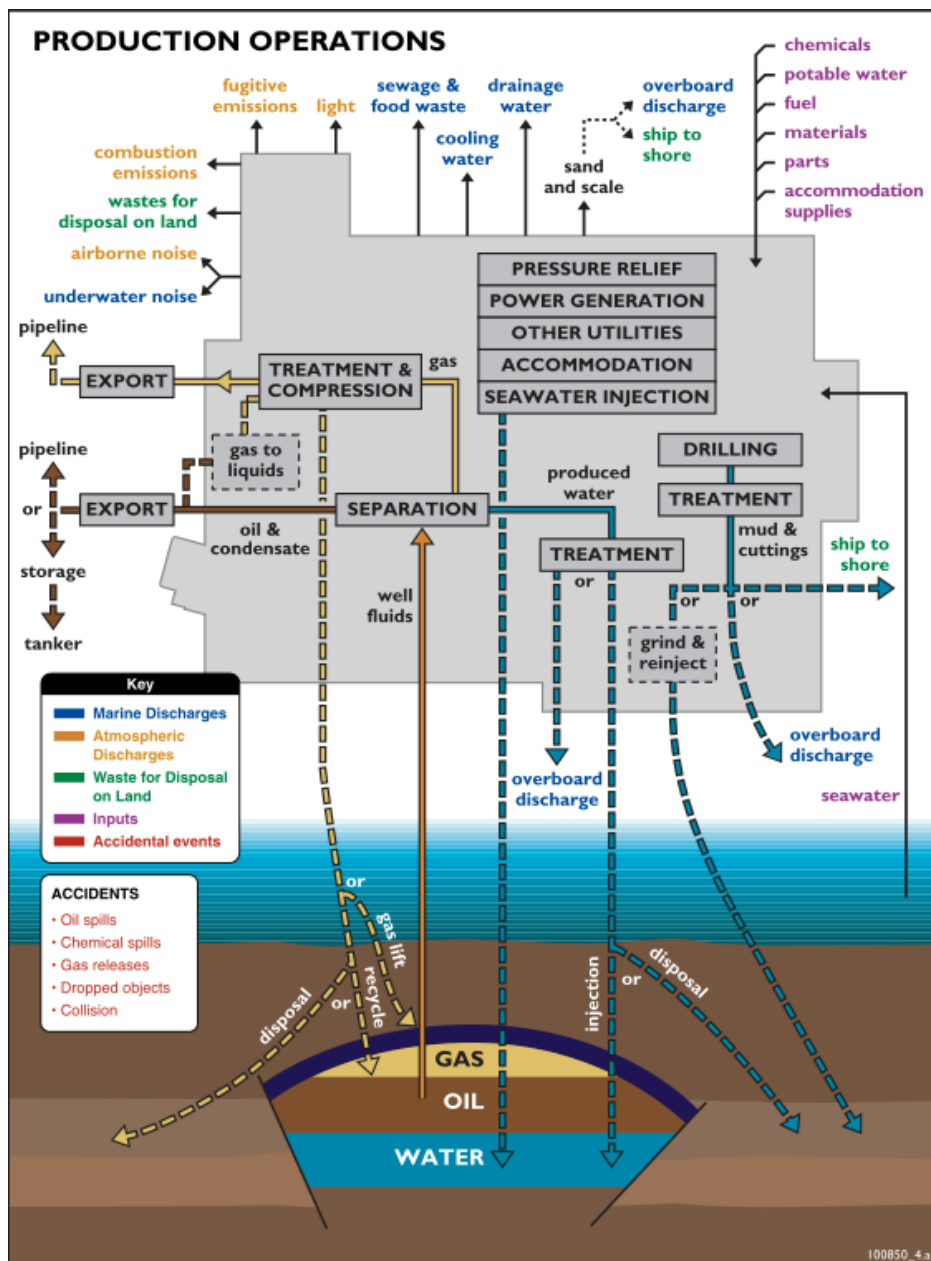 PRODUCTION OPERATIONS
fugitive
emissions
light
sewage &
food waste
cooling
water
drainage
water
overboard
discharge
ship to
shore
sand
and scale
chemicals
potable water
fuel
materials
parts
accommodation
supplies
combustion
emissions
wastes for
disposal on land
airborne noise
underwater noise
PRESSURE RELIEF
POWER GENERATION
OTHER UTILITIES
ACCOMMODATION
SEAWATER INJECTION
pipeline
EXPORT
TREATMENT &
COMPRESSION
gas
gas to
liquids
pipeline
or
storage
tanker
EXPORT
oil &
condensate
SEPARATION
well
fluids
produced
water
TREATMENT
or
DRILLING
TREATMENT
mud &
cuttings
ship to
shore
or
or
grind &
reinject
overboard
discharge
overboard
discharge
seawater
Key
Marine Discharges
Atmospheric
Discharges
Waste for Disposal
on Land
Inputs
Accidental events
ACCIDENTS
• Oil spills
• Chemical spills
• Gas releases
• Dropped objects
• Collision
or
gas lift
recycle
or
disposal
injection
or
disposal
GAS
OIL
WATER
100850_4.a